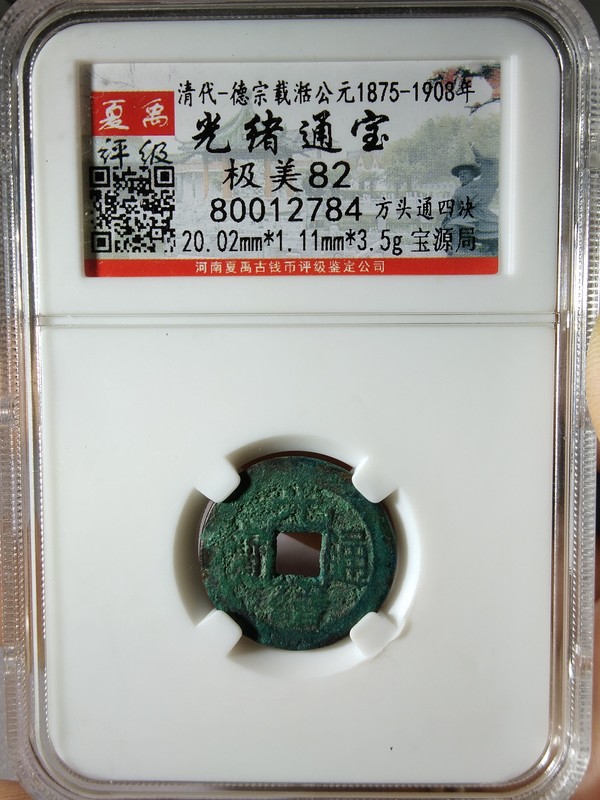 清代-德宗载湉公元1875-1908年
夏禹
评级
光绪通宝
极美82
80012784 方头通四决
20.02mm*1.11mm*3.5g 宝源局
河南夏禹古钱币评级鉴定公司